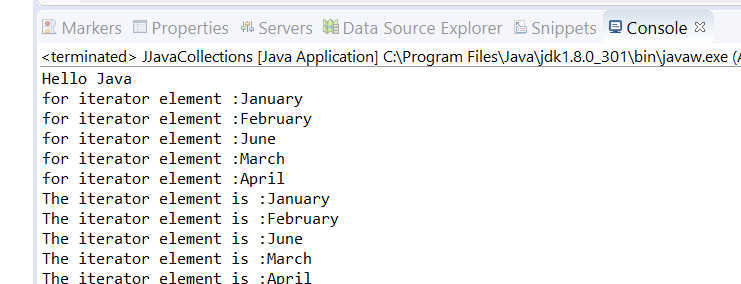 Markers Properties Servers Data Source Explorer Snippets Console
<terminated> JJavaCollections [Java Application] C:\Program Files\Java\jdk1.8.0_301\bin\javaw.exe (
Hello Java
for iterator element :January
for iterator element :February
for iterator element :June
for iterator element :March
for iterator element :April
The iterator element is :January
The iterator element is :February
The iterator element is :June
The iterator element is :March
The iterator element is :April